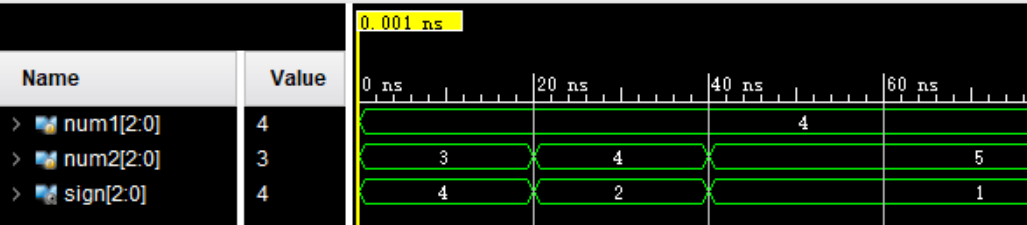 0.001 ns
Name Value 0 ns 20 ns 40 ns 60 ns
> num1[2:0] 4 4
> num2[2:0] 3 3 4 5
> sign[2:0] 4 4 2 1